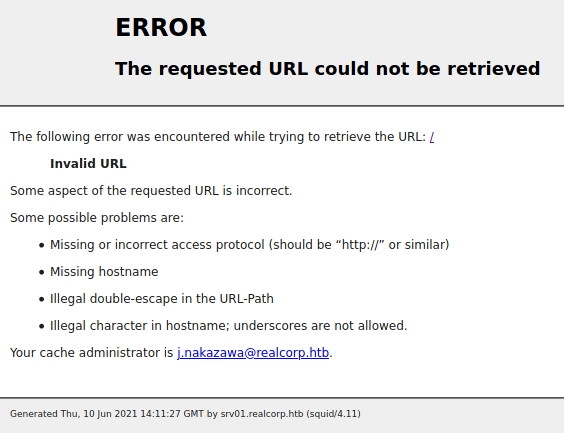 ERROR
The requested URL could not be retrieved
The following error was encountered while trying to retrieve the URL: /
Invalid URL
Some aspect of the requested URL is incorrect.
Some possible problems are:
• Missing or incorrect access protocol (should be “http://” or similar)
• Missing hostname
• Illegal double-escape in the URL-Path
• Illegal character in hostname; underscores are not allowed.
Your cache administrator is j.nakazawa@realcorp.htb.
Generated Thu, 10 Jun 2021 14:11:27 GMT by srv01.realcorp.htb (squid/4.11)